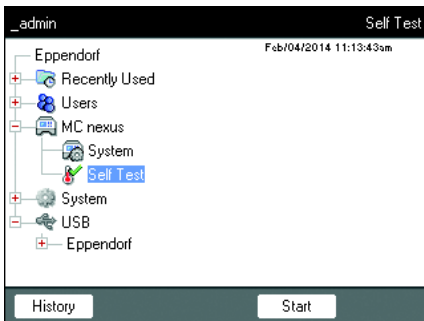 _admin Self Test
Eppendorf Feb/04/2014 11:13:43am
Recently Used
Users
MC nexus
System
Self Test
System
USB
Eppendorf
History Start